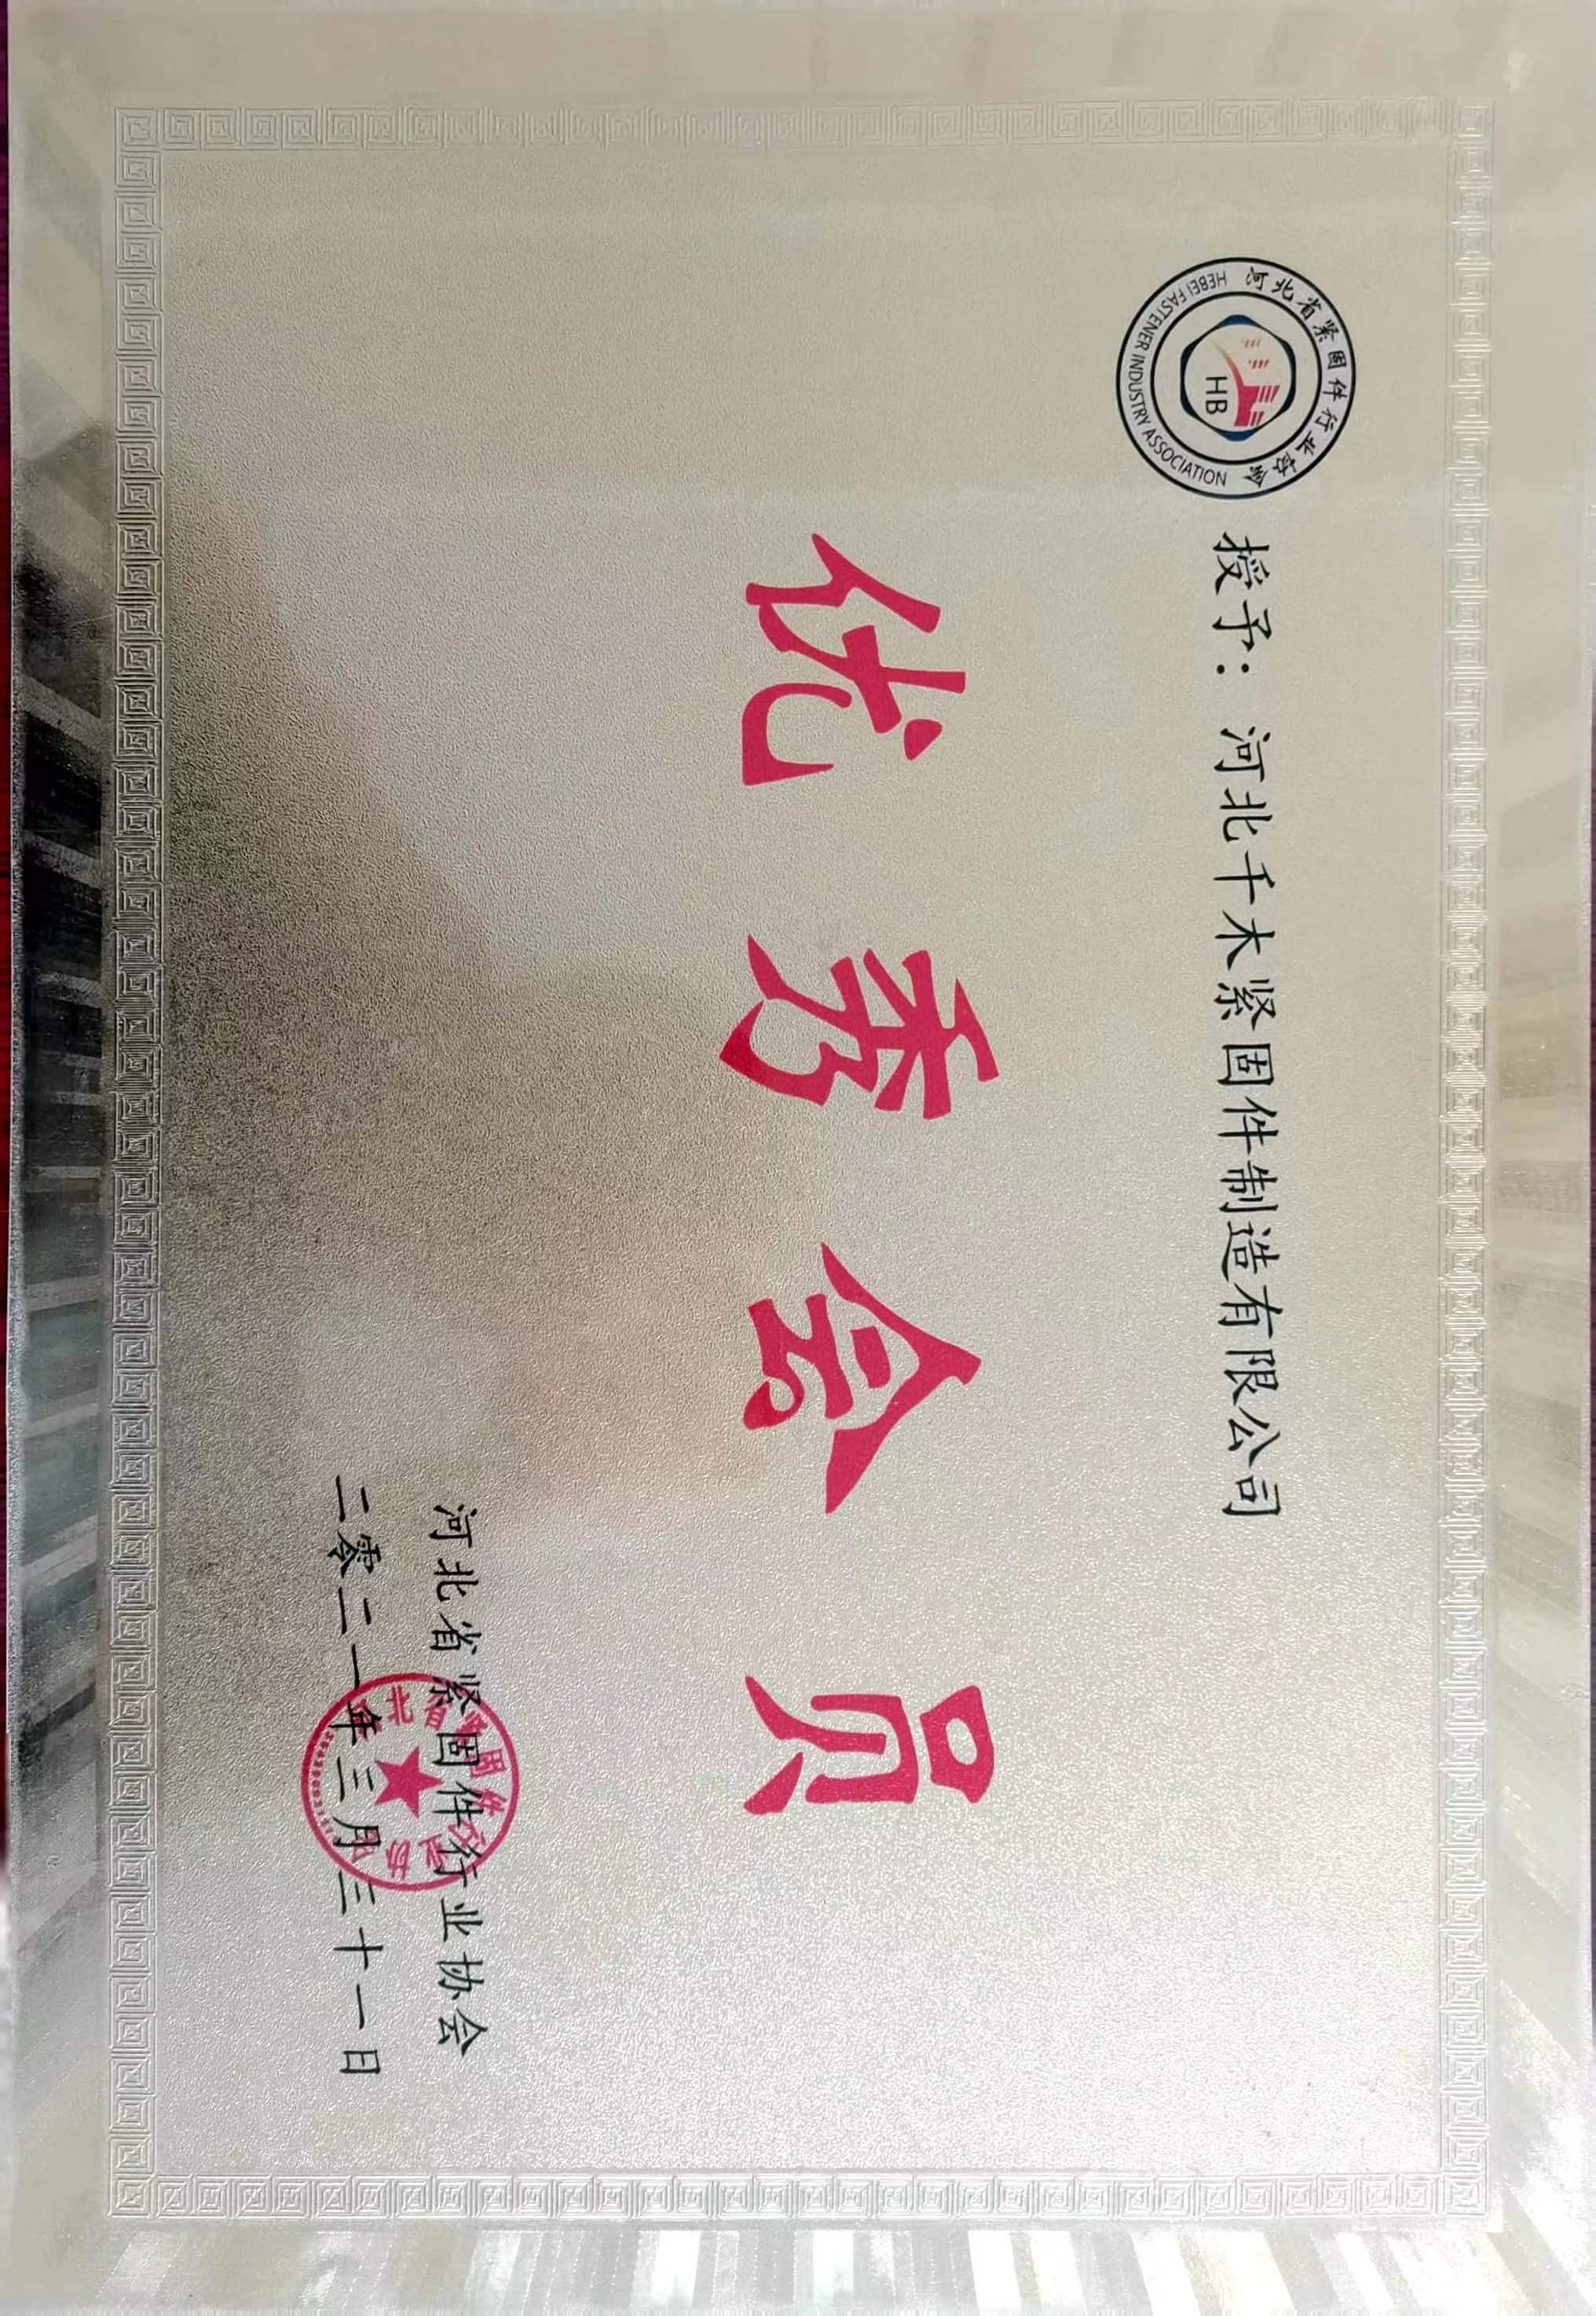 河北省紧固件行业协会
HEBEI FASTENER INDUSTRY ASSOCIATION
HB
授予：河北千木紧固件制造有限公司
优秀会员
河北省紧固件行业协会
二零二一年三月三十一日